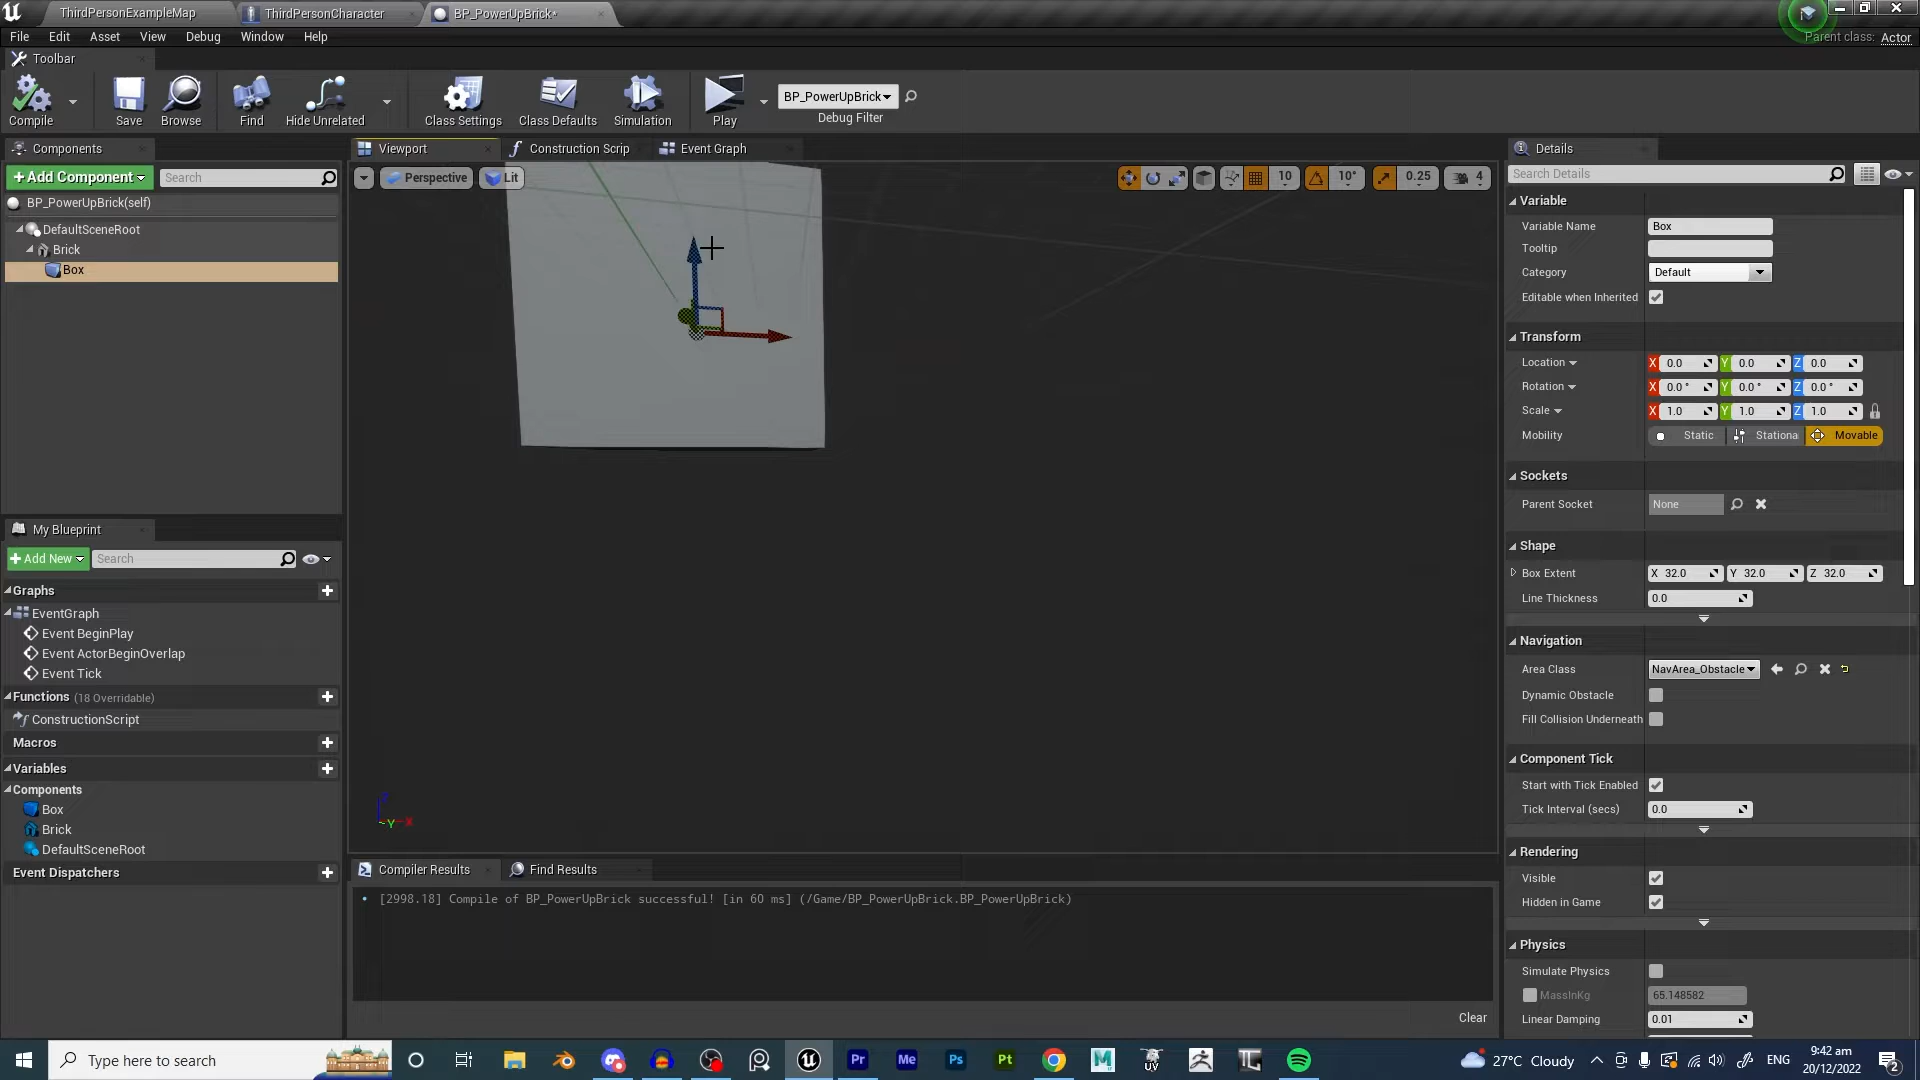 ThirdPersonExampleMap
ThirdPersonCharacter
BP_PowerUpBrick*
File Edit Asset View Debug Window Help
Parent class: Actor
Toolbar
Compile
Save
Browse
Find
Hide Unrelated
Class Settings
Class Defaults
Simulation
Play
BP_PowerUpBrick
Debug Filter
Components
+Add Component
Search
BP_PowerUpBrick(self)
DefaultSceneRoot
Brick
Box
My Blueprint
+Add New
Search
Graphs
EventGraph
Event BeginPlay
Event ActorBeginOverlap
Event Tick
Functions (18 Overridable)
ConstructionScript
Macros
Variables
Components
Box
Brick
DefaultSceneRoot
Event Dispatchers
Viewport
Construction Scrip
Event Graph
Perspective
Lit
10
10°
0.25
4
Z
Y X
Compiler Results
Find Results
[2998.18] Compile of BP_PowerUpBrick successful! [in 60 ms] (/Game/BP_PowerUpBrick.BP_PowerUpBrick)
Clear
Details
Search Details
Variable
Variable Name Box
Tooltip
Category Default
Editable when Inherited
Transform
Location X 0.0 Y 0.0 Z 0.0
Rotation X 0.0 ° Y 0.0 ° Z 0.0 °
Scale X 1.0 Y 1.0 Z 1.0
Mobility Static Stationa Movable
Sockets
Parent Socket None
Shape
Box Extent X 32.0 Y 32.0 Z 32.0
Line Thickness 0.0
Navigation
Area Class NavArea_Obstacle
Dynamic Obstacle
Fill Collision Underneath
Component Tick
Start with Tick Enabled
Tick Interval (secs) 0.0
Rendering
Visible
Hidden in Game
Physics
Simulate Physics
MassInKg 65.148582
Linear Damping 0.01
Type here to search
Pr
Me
Ps
Pt
M
UV
27°C Cloudy
ENG
9:42 am
20/12/2022
2